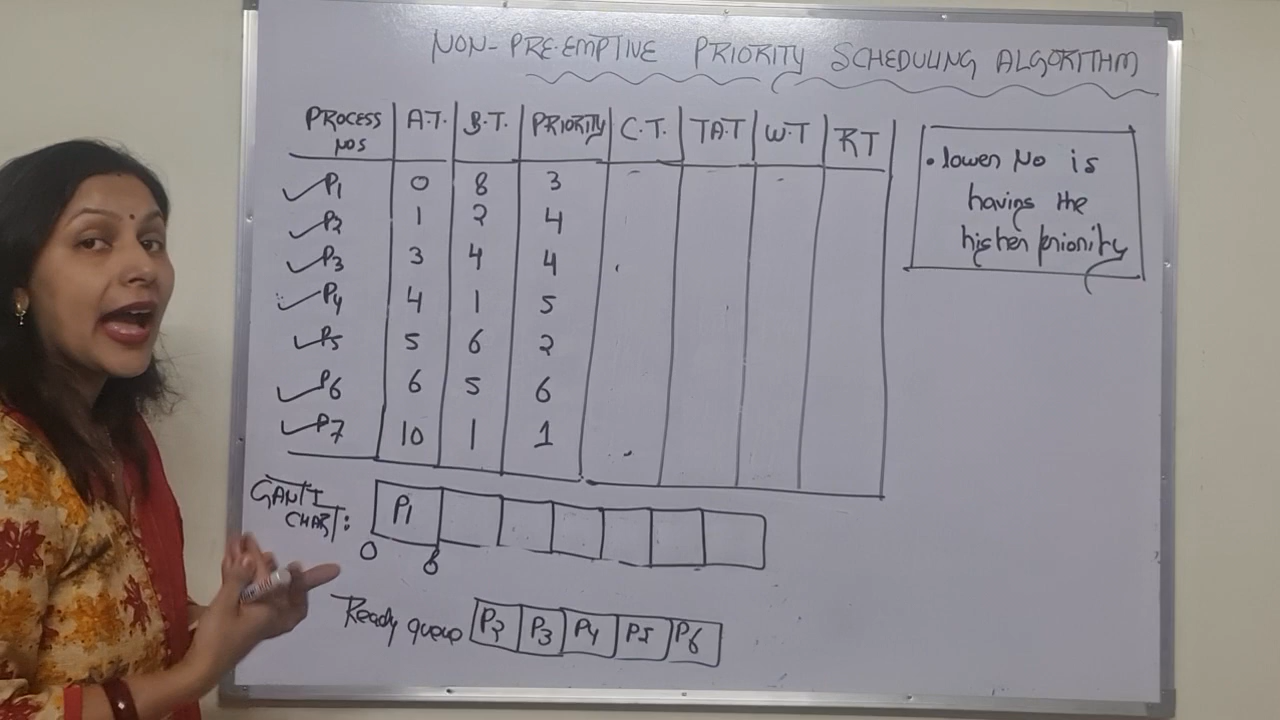 NON-PRE-EMPTIVE PRIORITY SCHEDULING ALGORITHM
PROCESS NOS A.T. B.T. PRIORITY C.T. TAT W.T RT
P1 0 8 3
P2 1 2 4
P3 3 4 4
P4 4 1 5
P5 5 6 2
P6 6 5 6
P7 10 1 1
• lower No is
having the
higher priority
GANTT
CHART:
P1
0 8
Ready queue P2 P3 P4 P5 P6